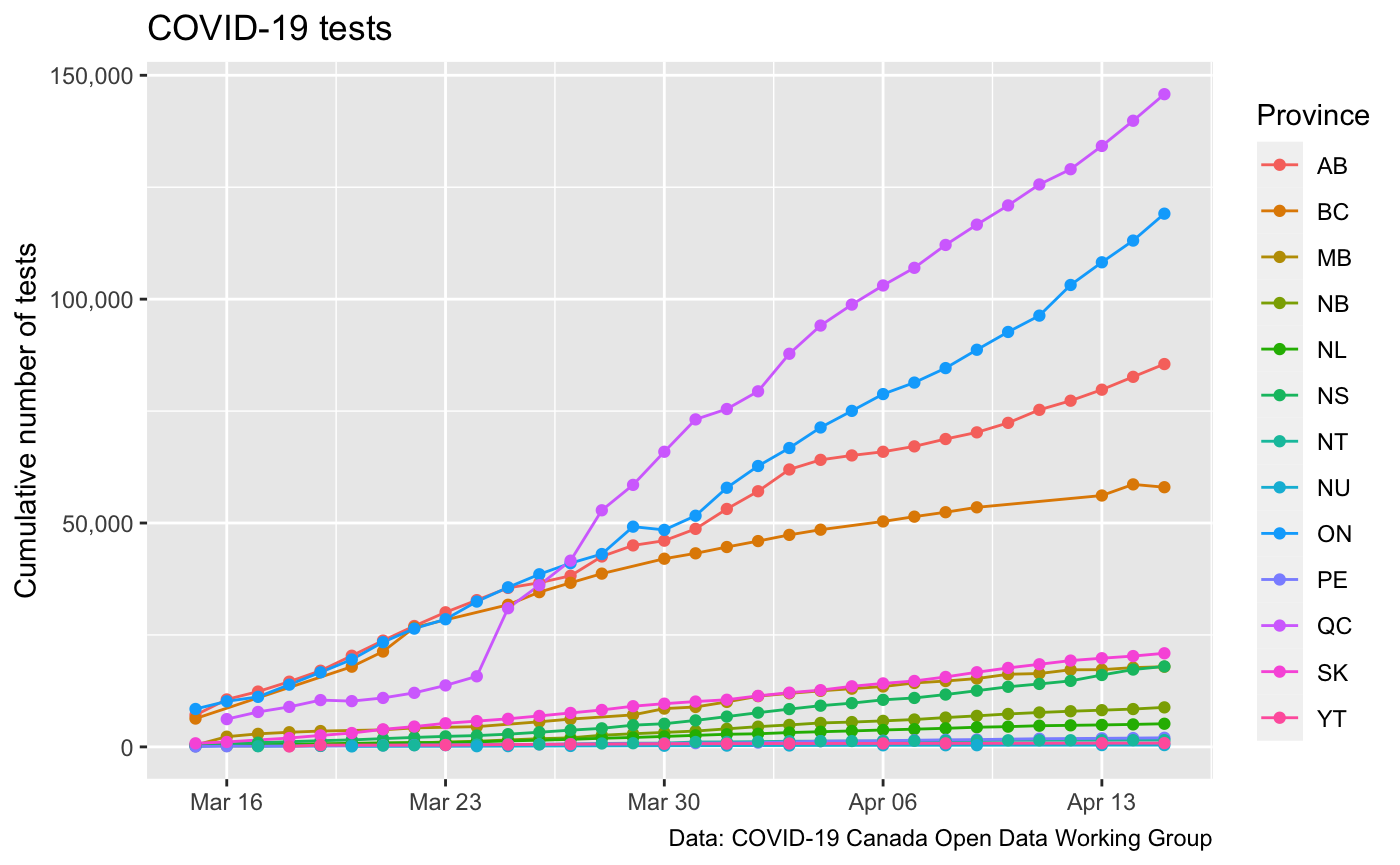 COVID-19 tests
150,000
100,000
50,000
0
Cumulative number of tests
Mar 16
Mar 23
Mar 30
Apr 06
Apr 13
Data: COVID-19 Canada Open Data Working Group
Province
AB
BC
MB
NB
NL
NS
NT
NU
ON
PE
QC
SK
YT